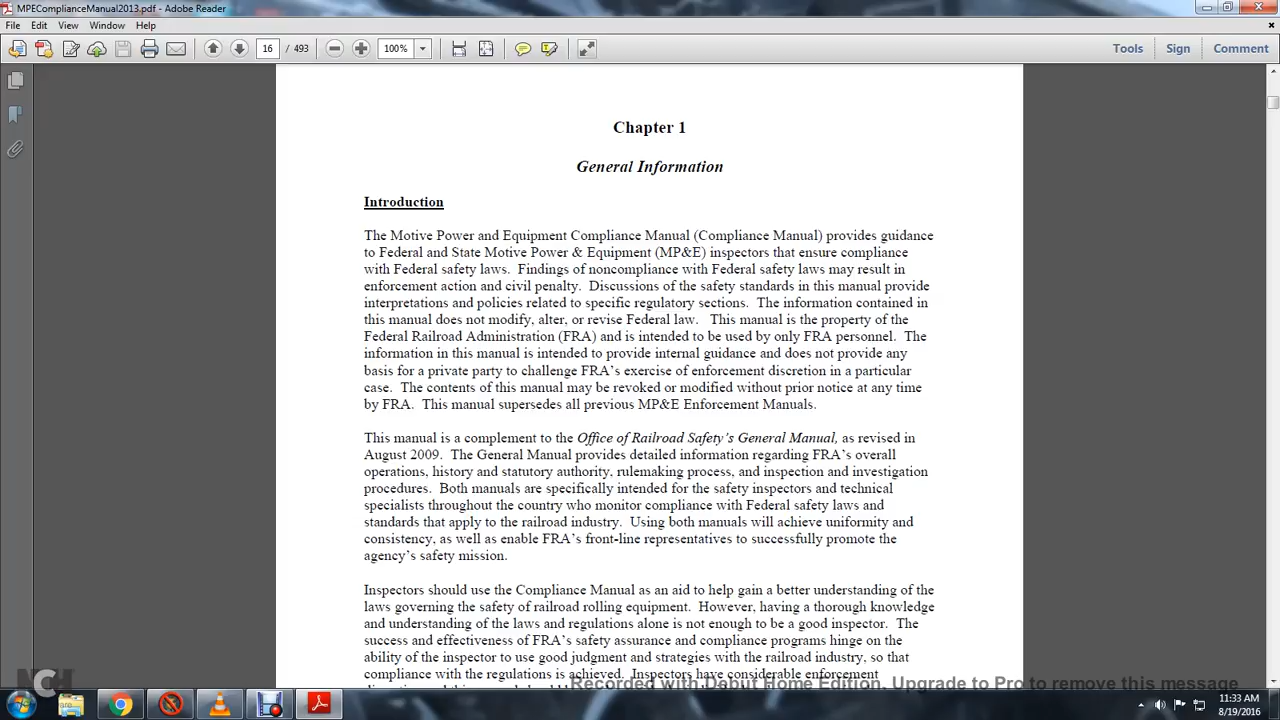 MPEComplianceManual2013.pdf - Adobe Reader
File Edit View Window Help
16 / 493 100% Tools Sign Comment
Chapter 1
General Information
Introduction
The Motive Power and Equipment Compliance Manual (Compliance Manual) provides guidance
to Federal and State Motive Power & Equipment (MP&E) inspectors that ensure compliance
with Federal safety laws. Findings of noncompliance with Federal safety laws may result in
enforcement action and civil penalty. Discussions of the safety standards in this manual provide
interpretations and policies related to specific regulatory sections. The information contained in
this manual does not modify, alter, or revise Federal law. This manual is the property of the
Federal Railroad Administration (FRA) and is intended to be used by only FRA personnel. The
information in this manual is intended to provide internal guidance and does not provide any
basis for a private party to challenge FRA's exercise of enforcement discretion in a particular
case. The contents of this manual may be revoked or modified without prior notice at any time
by FRA. This manual supersedes all previous MP&E Enforcement Manuals.
This manual is a complement to the Office of Railroad Safety's General Manual, as revised in
August 2009. The General Manual provides detailed information regarding FRA's overall
operations, history and statutory authority, rulemaking process, and inspection and investigation
procedures. Both manuals are specifically intended for the safety inspectors and technical
specialists throughout the country who monitor compliance with Federal safety laws and
standards that apply to the railroad industry. Using both manuals will achieve uniformity and
consistency, as well as enable FRA's front-line representatives to successfully promote the
agency's safety mission.
Inspectors should use the Compliance Manual as an aid to help gain a better understanding of the
laws governing the safety of railroad rolling equipment. However, having a thorough knowledge
and understanding of the laws and regulations alone is not enough to be a good inspector. The
success and effectiveness of FRA's safety assurance and compliance programs hinge on the
ability of the inspector to use good judgment and strategies with the railroad industry, so that
compliance with the regulations is achieved. Inspectors have considerable enforcement
NCH
Recorded with Debut Home Edition. Upgrade to Pro to remove this message
11:33 AM
8/19/2016